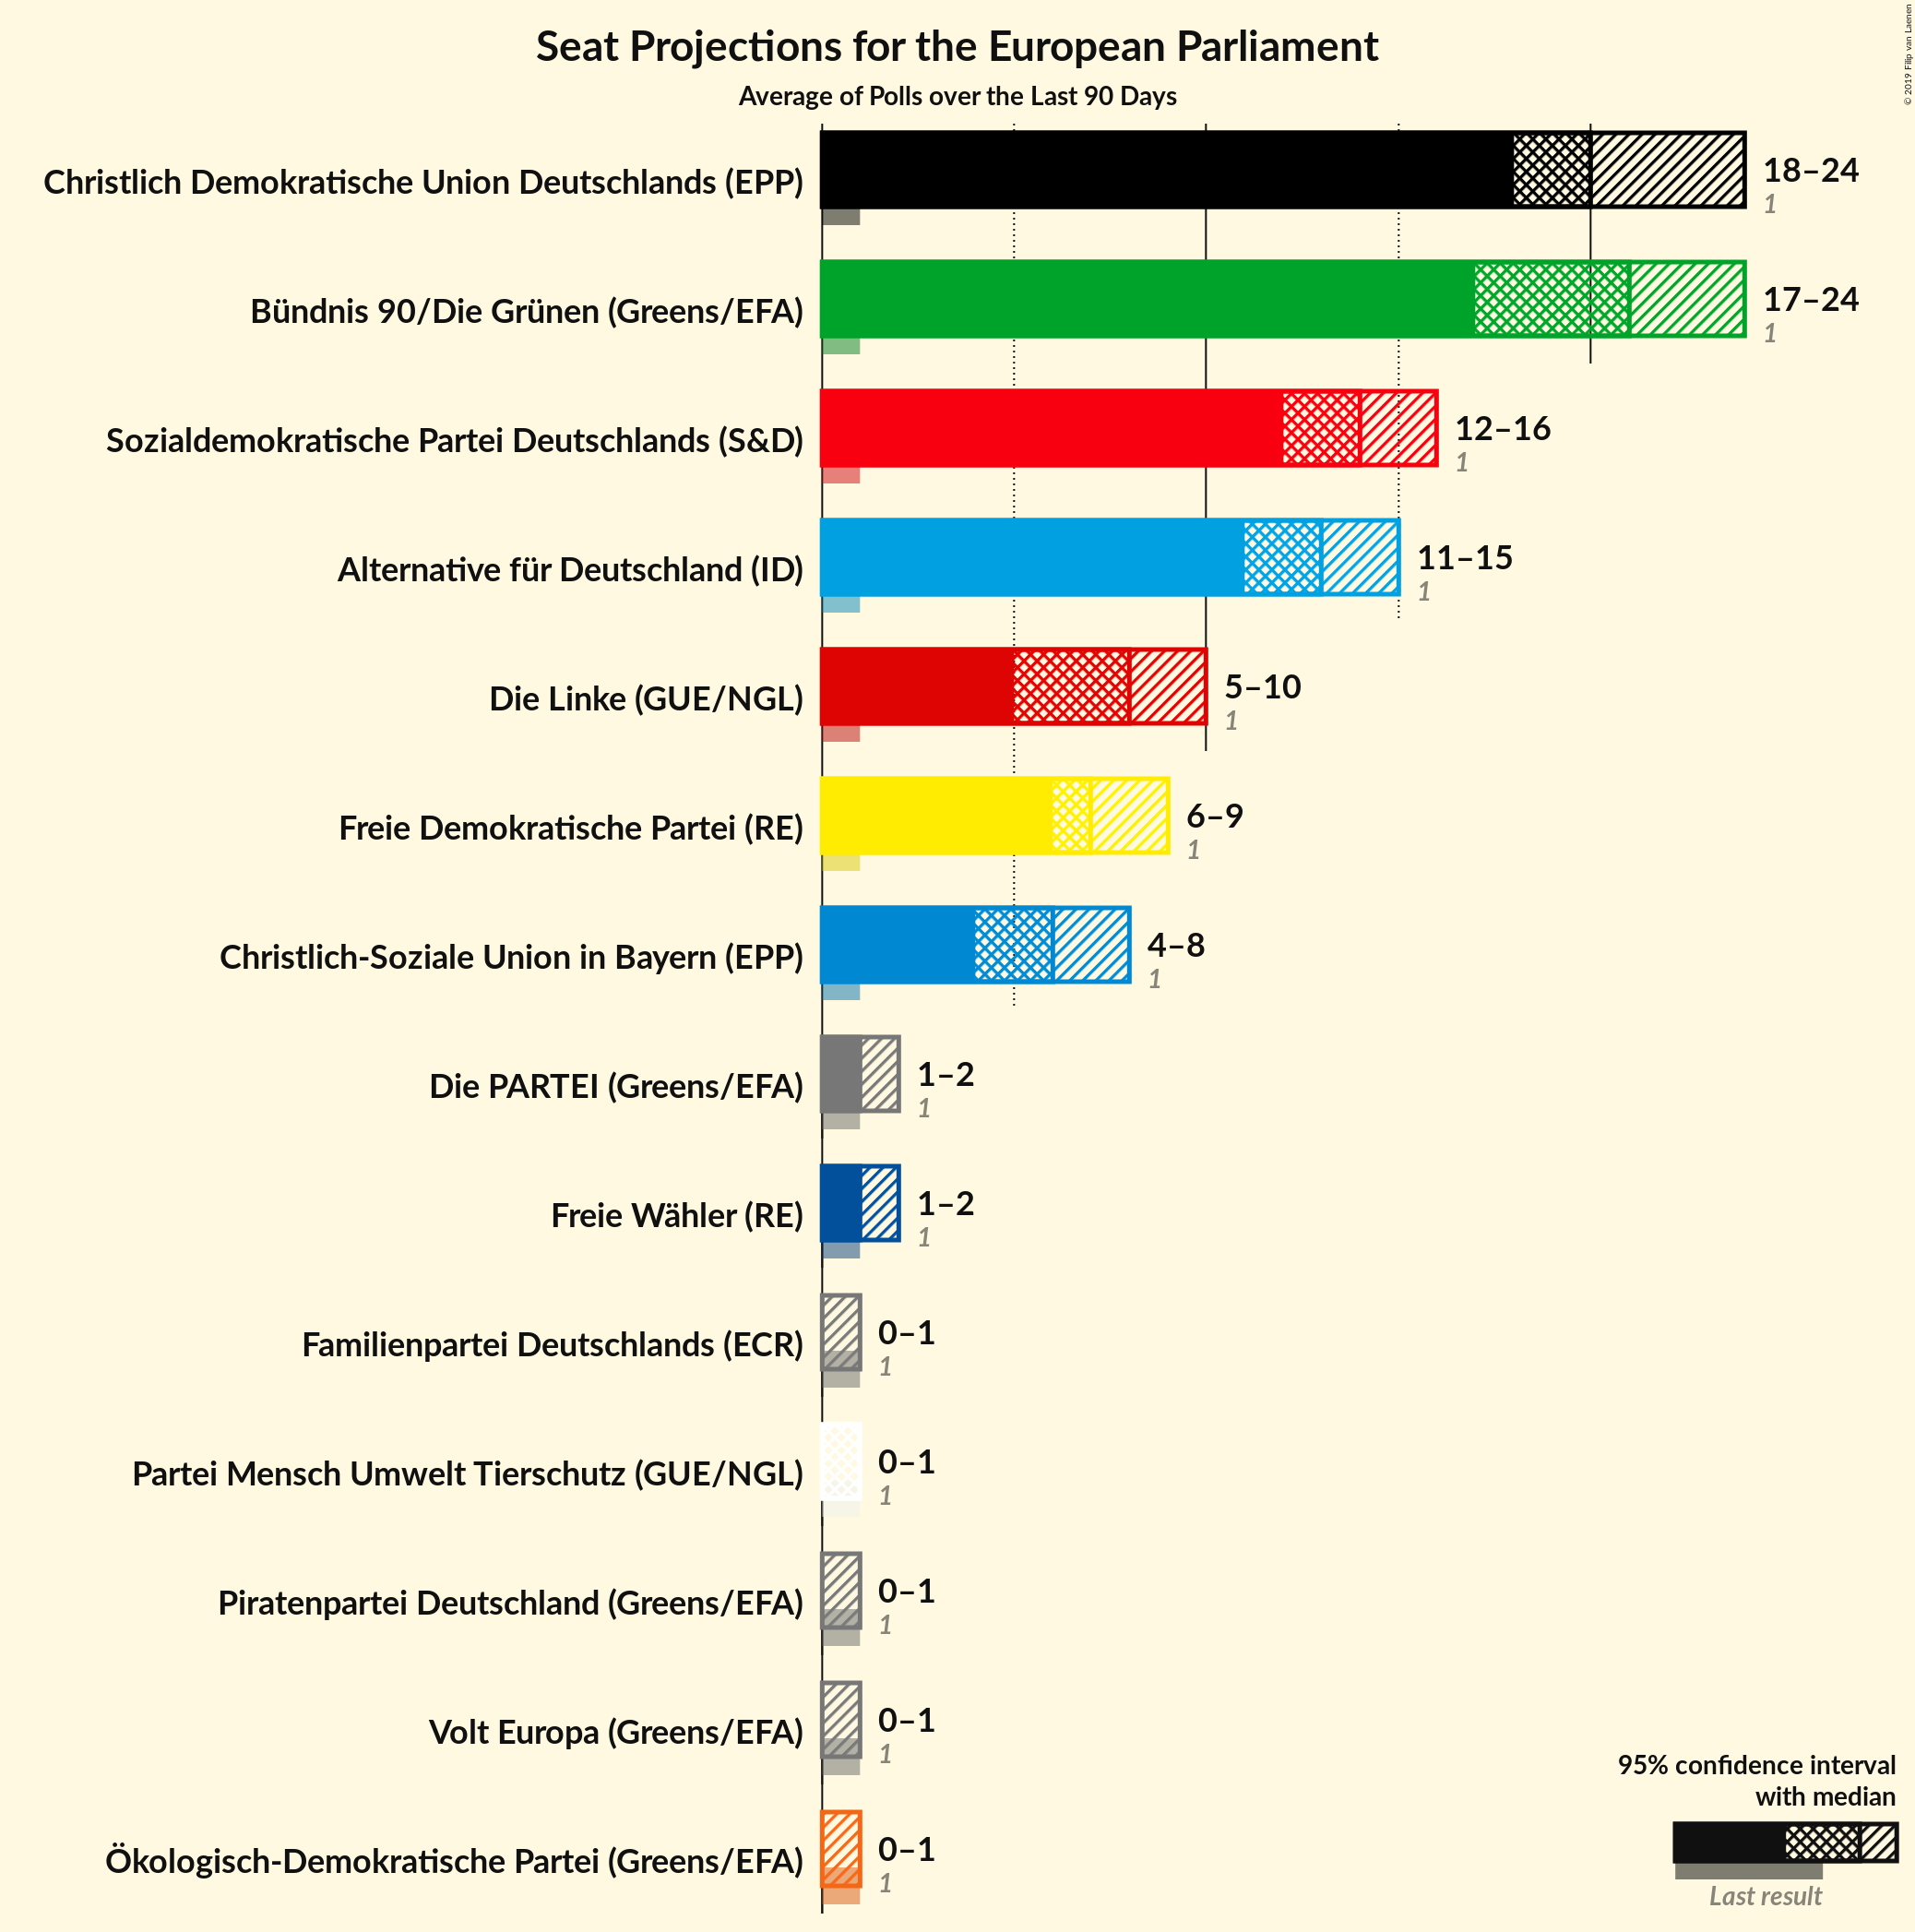 Seat Projections for the European Parliament
Average of Polls over the Last 90 Days
© 2019 Filip van Laenen
Christlich Demokratische Union Deutschlands (EPP)
18–24
1
Bündnis 90/Die Grünen (Greens/EFA)
17–24
1
Sozialdemokratische Partei Deutschlands (S&D)
12–16
1
Alternative für Deutschland (ID)
11–15
1
Die Linke (GUE/NGL)
5–10
1
Freie Demokratische Partei (RE)
6–9
1
Christlich-Soziale Union in Bayern (EPP)
4–8
1
Die PARTEI (Greens/EFA)
1–2
1
Freie Wähler (RE)
1–2
1
Familienpartei Deutschlands (ECR)
0–1
1
Partei Mensch Umwelt Tierschutz (GUE/NGL)
0–1
1
Piratenpartei Deutschland (Greens/EFA)
0–1
1
Volt Europa (Greens/EFA)
0–1
1
Ökologisch-Demokratische Partei (Greens/EFA)
0–1
1
95% confidence interval
with median
Last result